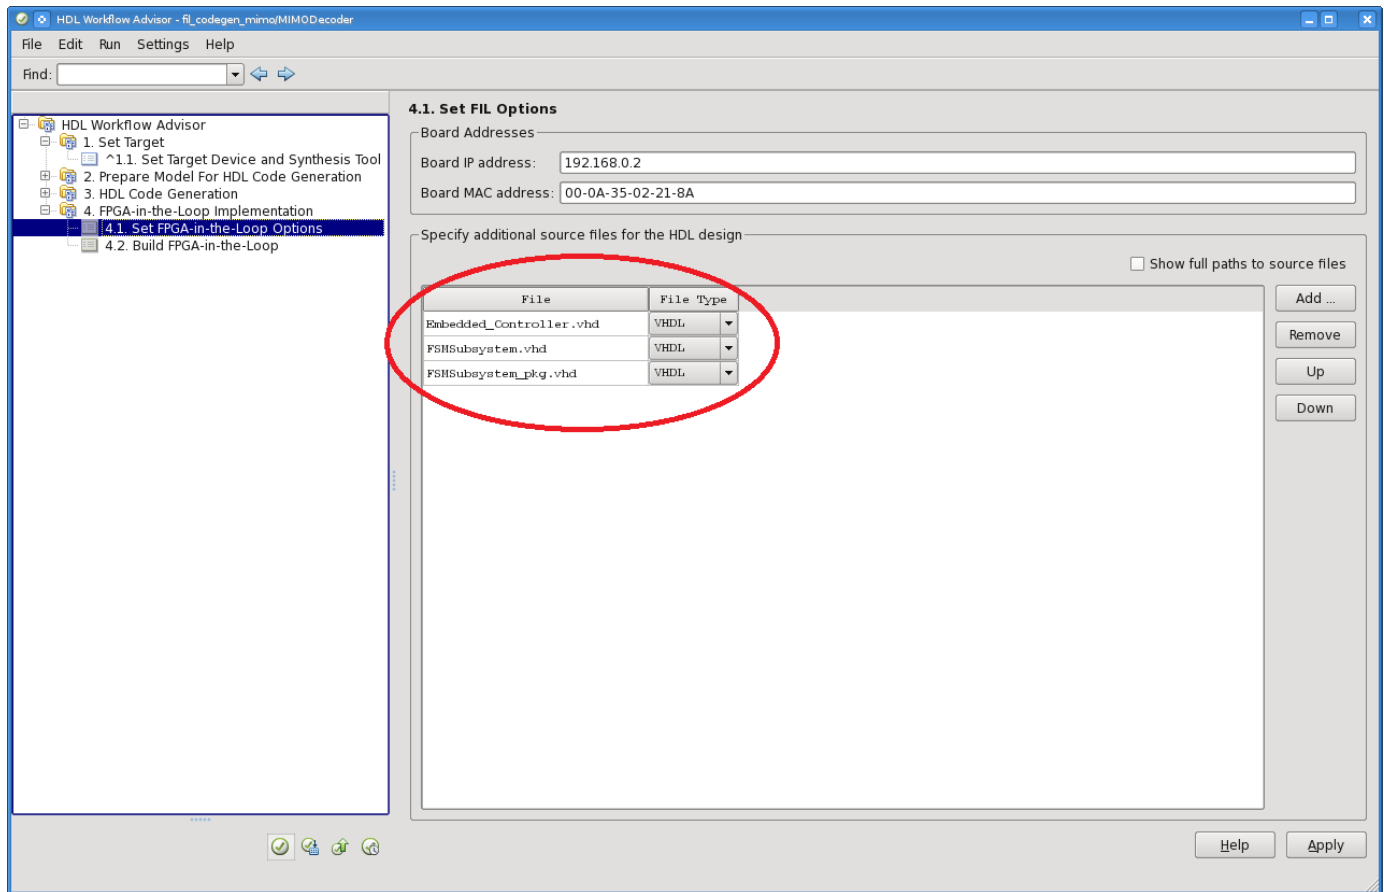 HDL Workflow Advisor - fil_codegen_mimo/MIMODecoder
File Edit Run Settings Help
Find:
HDL Workflow Advisor
1. Set Target
^1.1. Set Target Device and Synthesis Tool
2. Prepare Model For HDL Code Generation
3. HDL Code Generation
4. FPGA-in-the-Loop Implementation
4.1. Set FPGA-in-the-Loop Options
4.2. Build FPGA-in-the-Loop
4.1. Set FIL Options
Board Addresses
Board IP address: 192.168.0.2
Board MAC address: 00-0A-35-02-21-8A
Specify additional source files for the HDL design
Show full paths to source files
File File Type
Embedded_Controller.vhd VHDL
FSMSubsystem.vhd VHDL
FSMSubsystem_pkg.vhd VHDL
Add ...
Remove
Up
Down
Help Apply